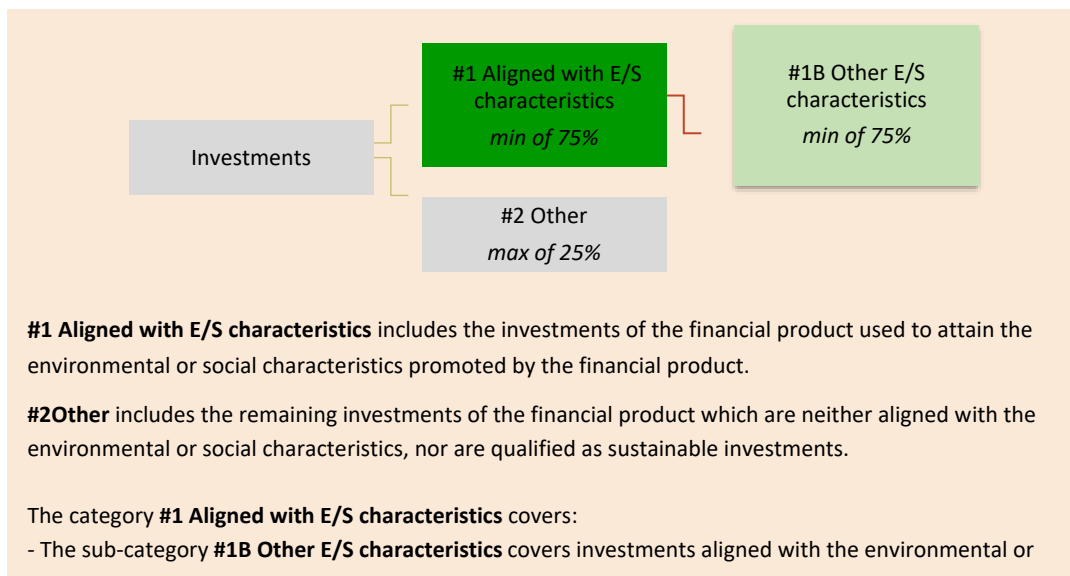 #1 Aligned with E/S
characteristics
min of 75%
#1B Other E/S
characteristics
min of 75%
Investments
#2 Other
max of 25%
#1 Aligned with E/S characteristics includes the investments of the financial product used to attain the
environmental or social characteristics promoted by the financial product.
#2Other includes the remaining investments of the financial product which are neither aligned with the
environmental or social characteristics, nor are qualified as sustainable investments.
The category #1 Aligned with E/S characteristics covers:
- The sub-category #1B Other E/S characteristics covers investments aligned with the environmental or